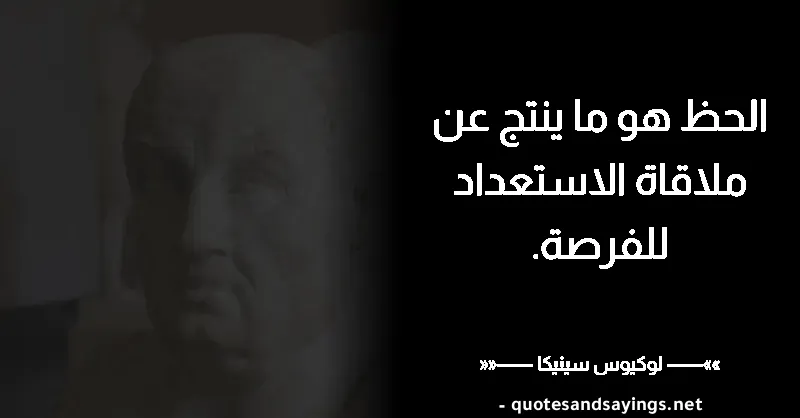 الحظ هو ما ينتج عن
ملاقاة الاستعداد
للفرصة.
»»—— لوكيوس سينيكا ——««
- quotesandsayings.net